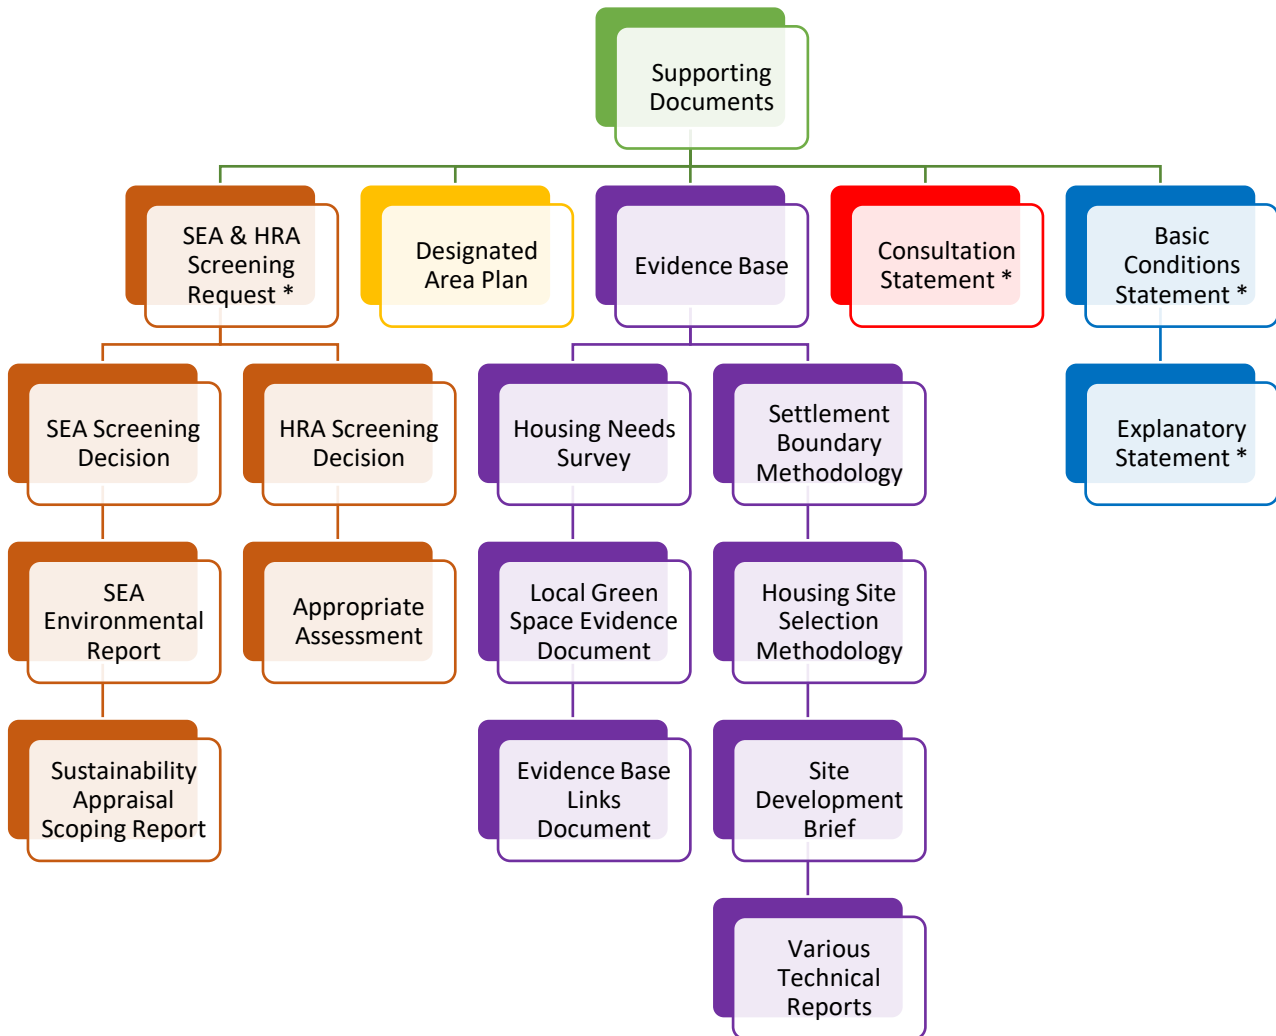 Supporting
Documents
SEA & HRA
Screening
Request *
Designated
Area Plan
Evidence Base
Consultation
Statement *
Basic
Conditions
Statement *
SEA Screening
Decision
HRA Screening
Decision
Housing Needs
Survey
Settlement
Boundary
Methodology
Explanatory
Statement *
SEA
Environmental
Report
Appropriate
Assessment
Local Green
Space Evidence
Document
Housing Site
Selection
Methodology
Sustainability
Appraisal
Scoping Report
Evidence Base
Links
Document
Site
Development
Brief
Various
Technical
Reports